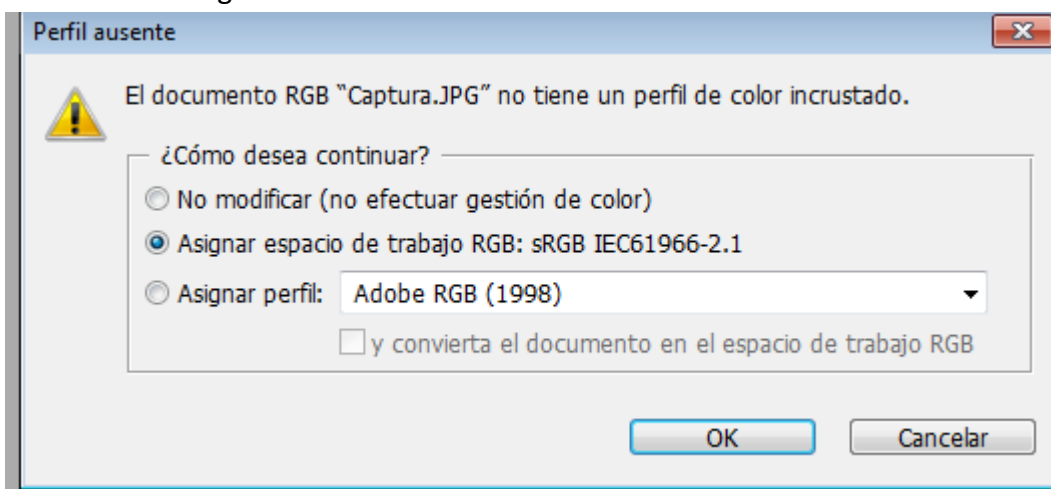 Perfil ausente
El documento RGB “Captura.JPG” no tiene un perfil de color incrustado.
¿Cómo desea continuar?
No modificar (no efectuar gestión de color)
Asignar espacio de trabajo RGB: sRGB IEC61966-2.1
Asignar perfil: Adobe RGB (1998)
y convierta el documento en el espacio de trabajo RGB
OK Cancelar